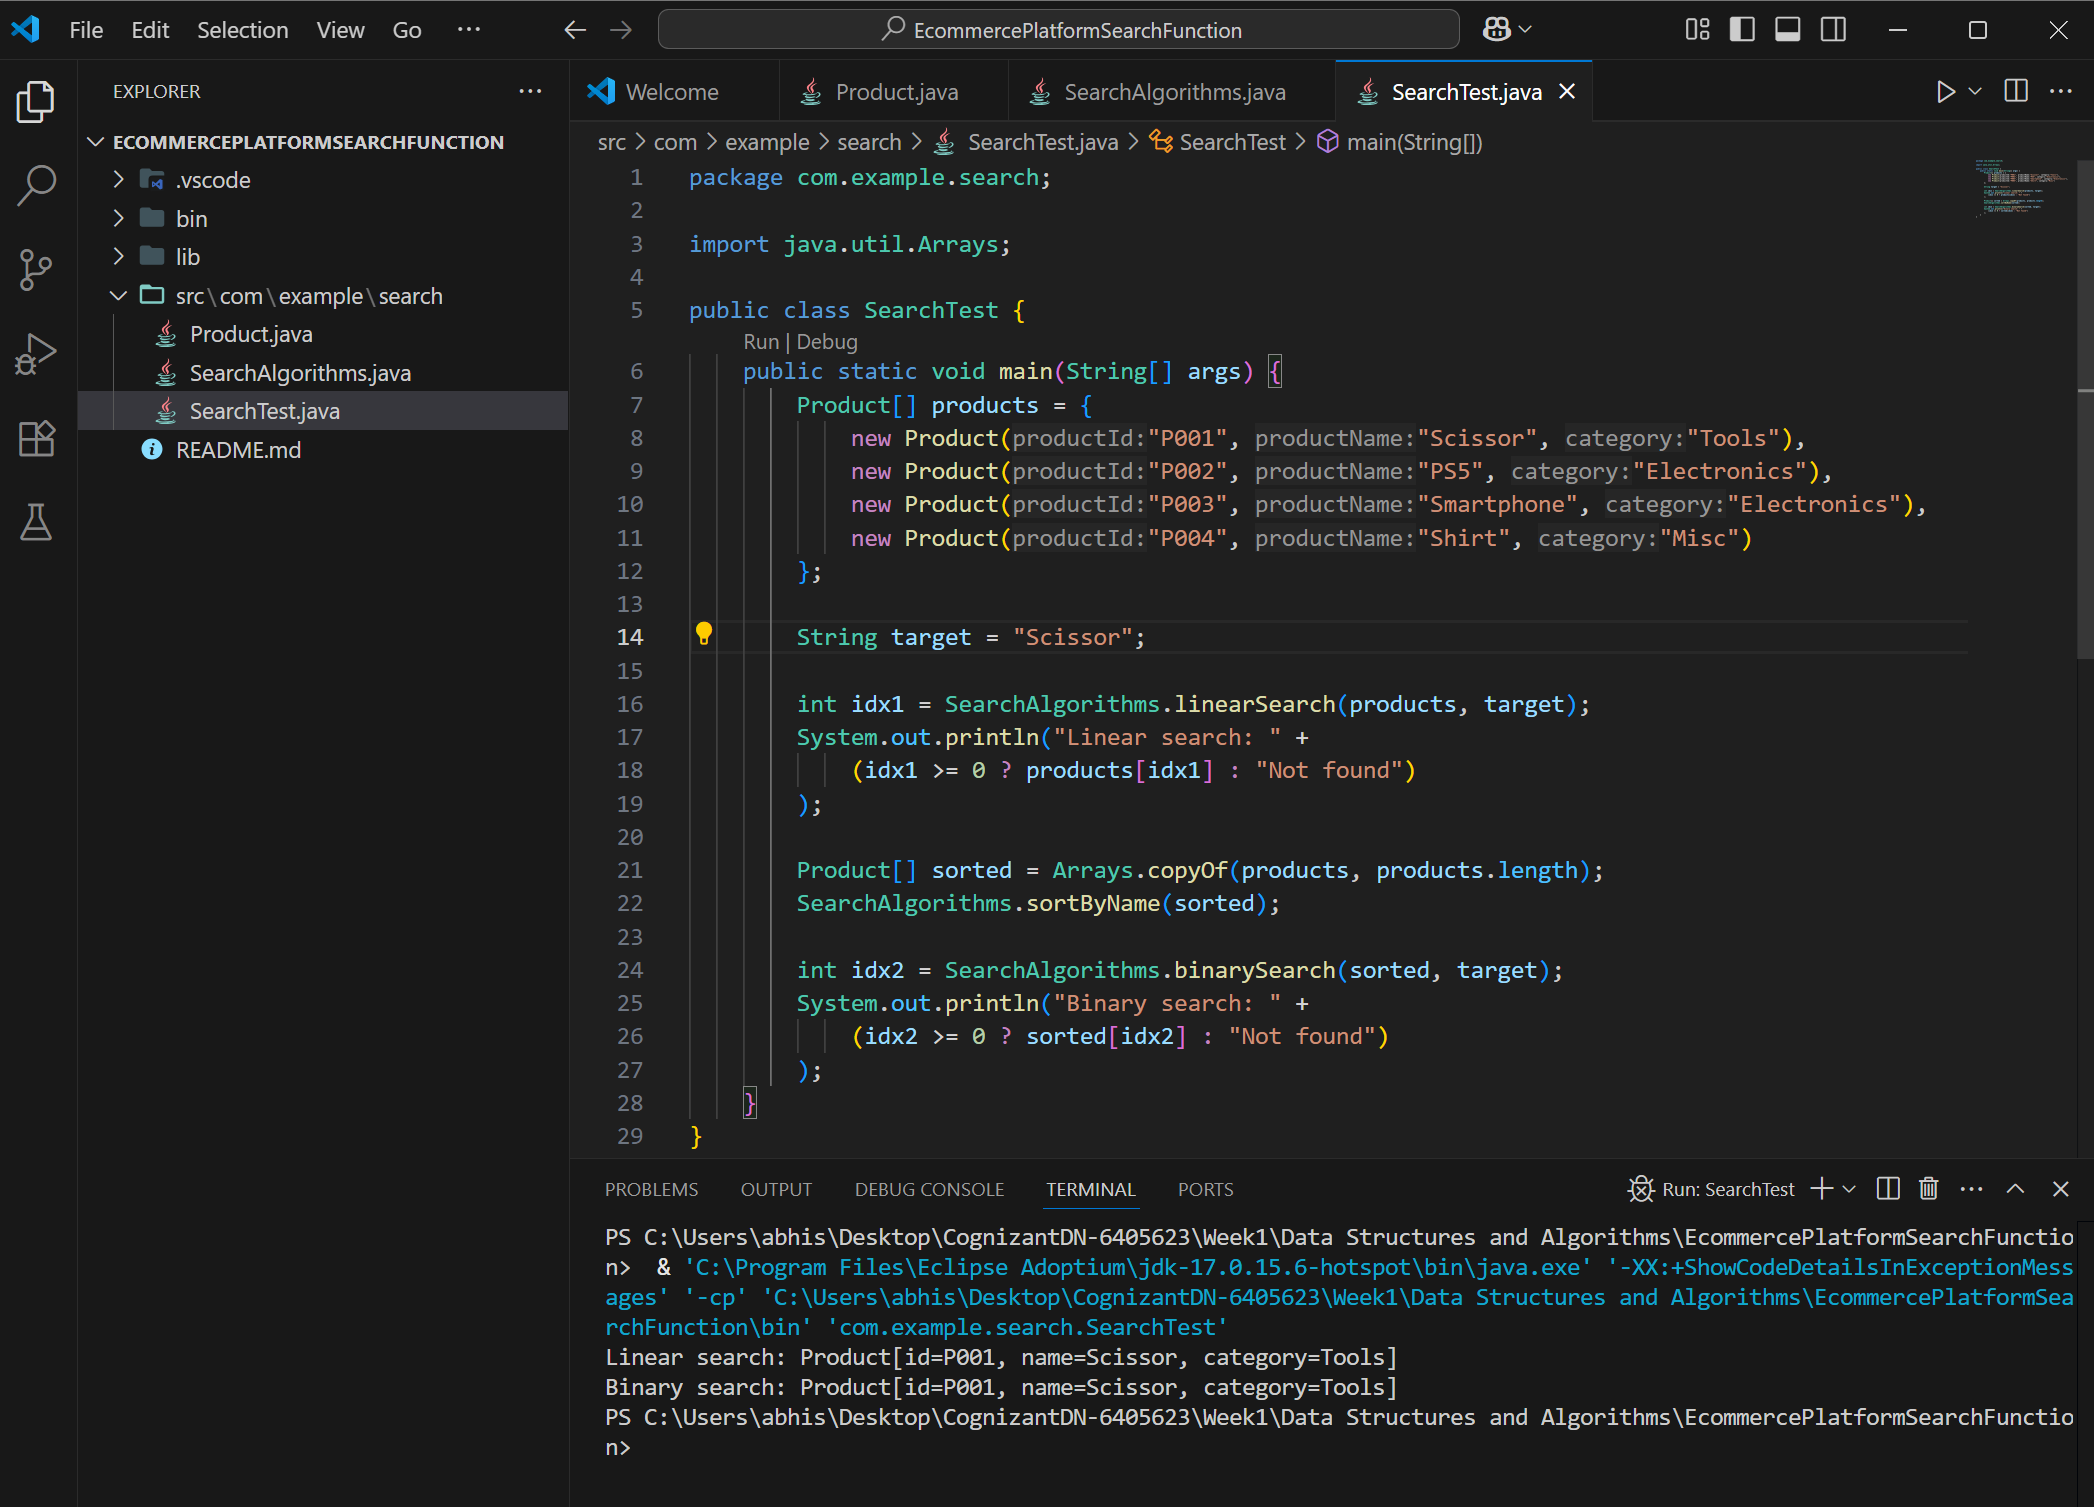 File Edit Selection View Go ··· EcommercePlatformSearchFunction
EXPLORER ···
ECOMMERCEPLATFORMSEARCHFUNCTION
.vscode
bin
lib
src\com\example\search
Product.java
SearchAlgorithms.java
SearchTest.java
README.md
Welcome Product.java SearchAlgorithms.java SearchTest.java
src > com > example > search > SearchTest.java > SearchTest > main(String[])
1 package com.example.search;
2
3 import java.util.Arrays;
4
5 public class SearchTest {
Run | Debug
6 public static void main(String[] args) {
7 Product[] products = {
8 new Product(productId:"P001", productName:"Scissor", category:"Tools"),
9 new Product(productId:"P002", productName:"PS5", category:"Electronics"),
10 new Product(productId:"P003", productName:"Smartphone", category:"Electronics"),
11 new Product(productId:"P004", productName:"Shirt", category:"Misc")
12 };
13
14 String target = "Scissor";
15
16 int idx1 = SearchAlgorithms.linearSearch(products, target);
17 System.out.println("Linear search: " +
18 (idx1 >= 0 ? products[idx1] : "Not found")
19 );
20
21 Product[] sorted = Arrays.copyOf(products, products.length);
22 SearchAlgorithms.sortByName(sorted);
23
24 int idx2 = SearchAlgorithms.binarySearch(sorted, target);
25 System.out.println("Binary search: " +
26 (idx2 >= 0 ? sorted[idx2] : "Not found")
27 );
28 }
29 }
PROBLEMS OUTPUT DEBUG CONSOLE TERMINAL PORTS Run: SearchTest
PS C:\Users\abhis\Desktop\CognizantDN-6405623\Week1\Data Structures and Algorithms\EcommercePlatformSearchFunctio
n>  & 'C:\Program Files\Eclipse Adoptium\jdk-17.0.15.6-hotspot\bin\java.exe' '-XX:+ShowCodeDetailsInExceptionMess
ages' '-cp' 'C:\Users\abhis\Desktop\CognizantDN-6405623\Week1\Data Structures and Algorithms\EcommercePlatformSea
rchFunction\bin' 'com.example.search.SearchTest'
Linear search: Product[id=P001, name=Scissor, category=Tools]
Binary search: Product[id=P001, name=Scissor, category=Tools]
PS C:\Users\abhis\Desktop\CognizantDN-6405623\Week1\Data Structures and Algorithms\EcommercePlatformSearchFunctio
n>